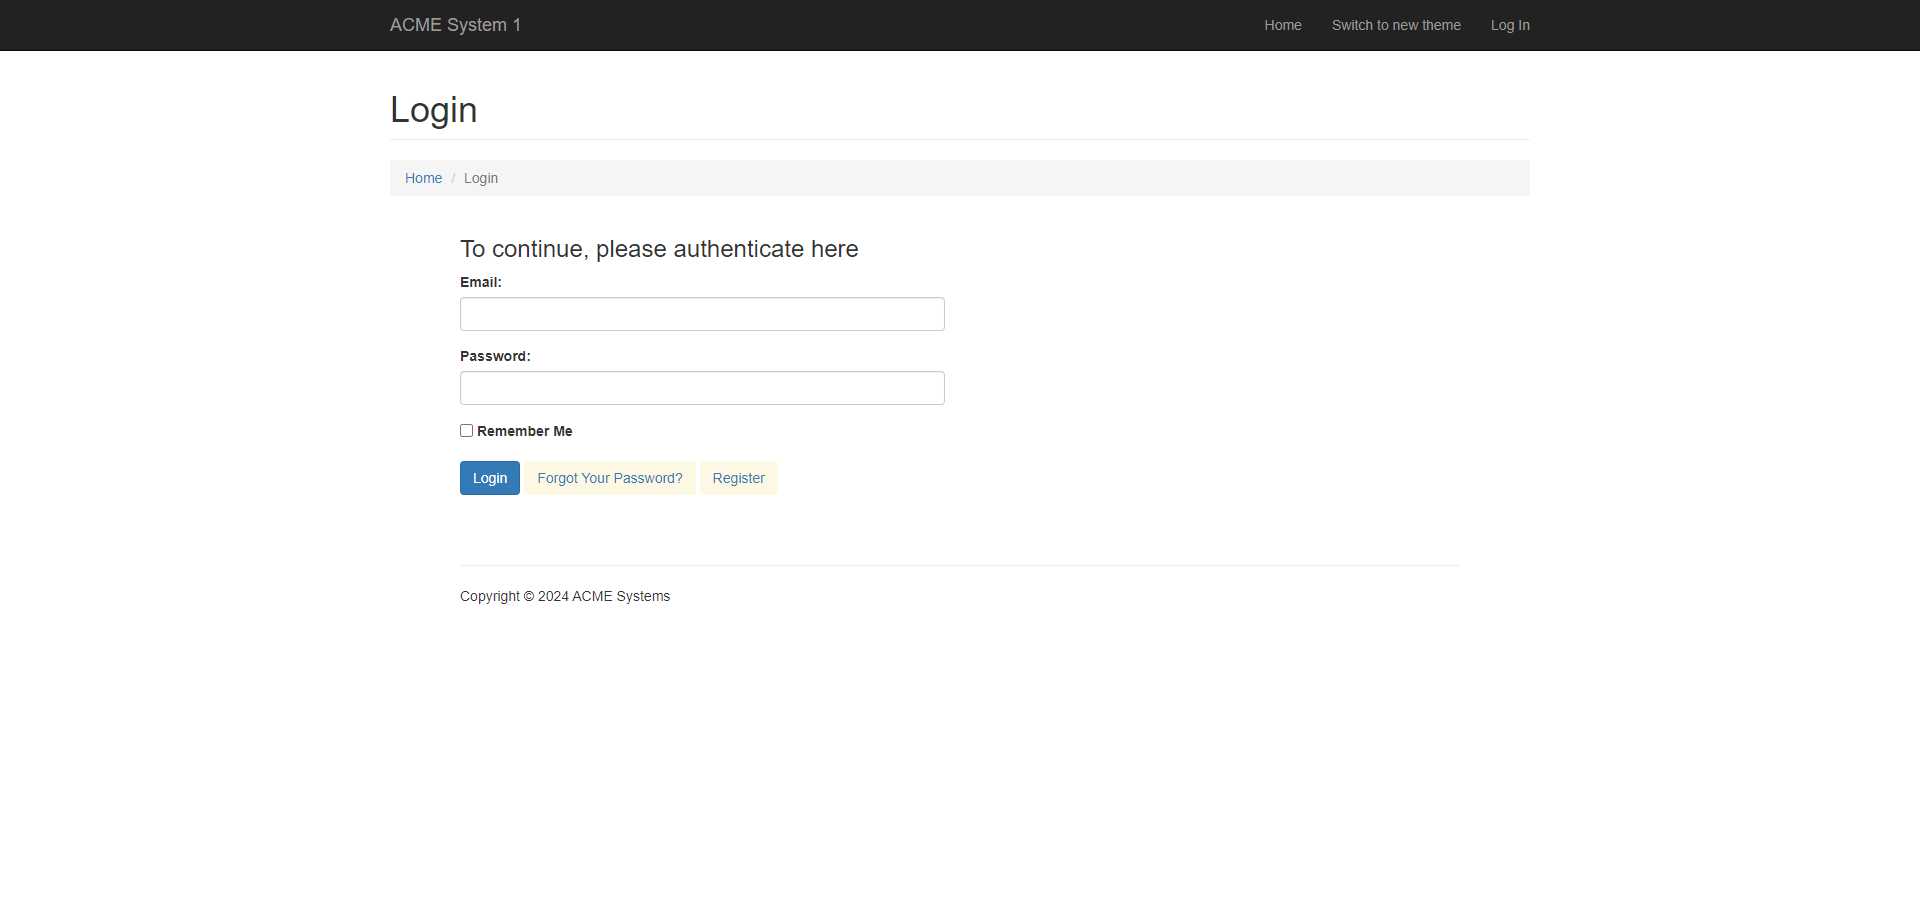 ACME System 1 Home Switch to new theme Log In
Login
Home / Login
To continue, please authenticate here
Email:
Password:
Remember Me
Login Forgot Your Password? Register
Copyright © 2024 ACME Systems